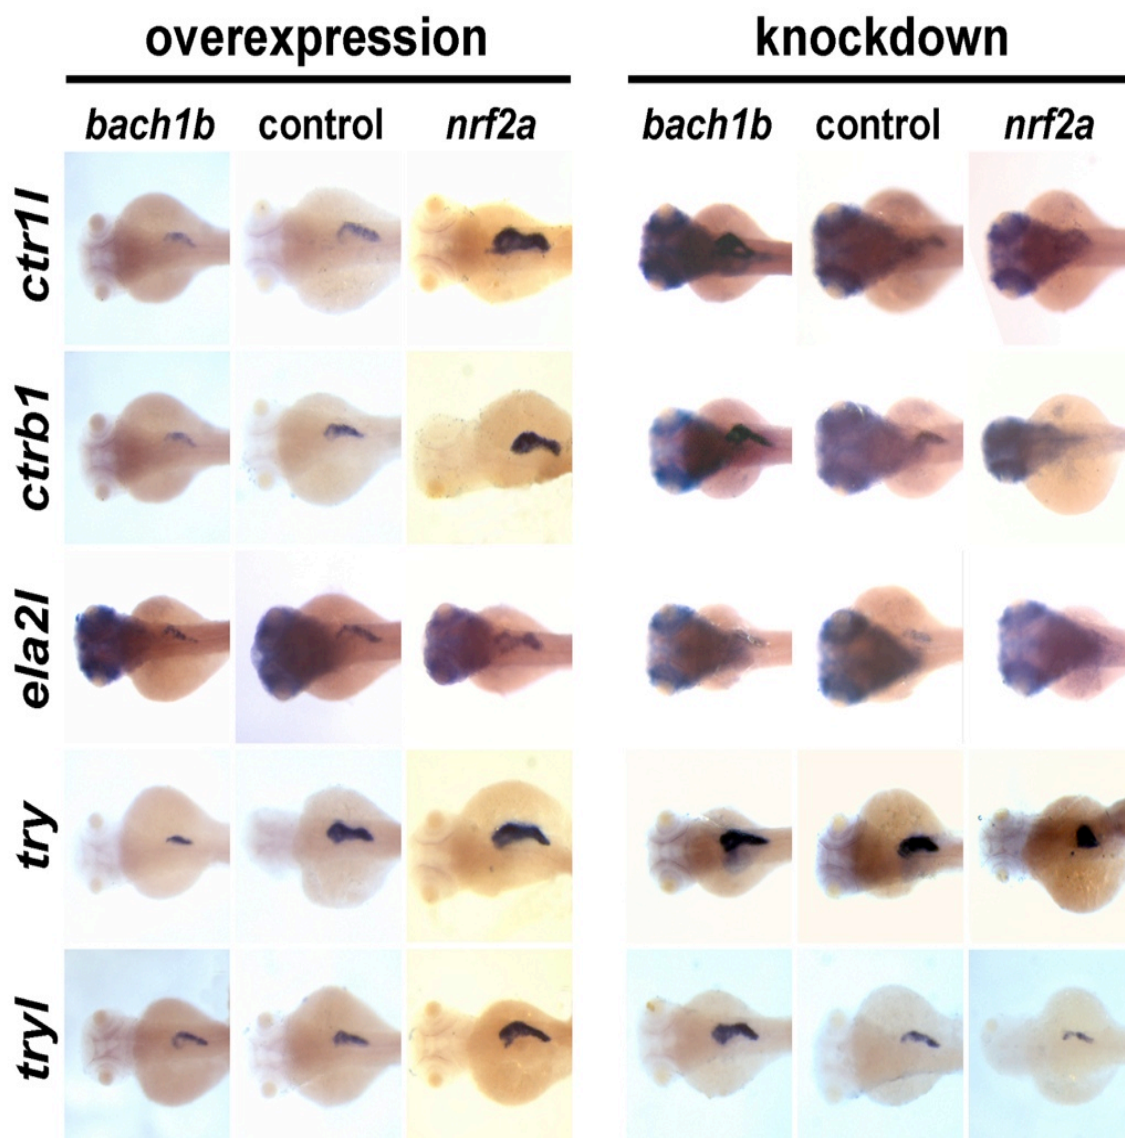 overexpression knockdown
bach1b control nrf2a bach1b control nrf2a
ctr1l
ctrb1
ela2l
try
tryl